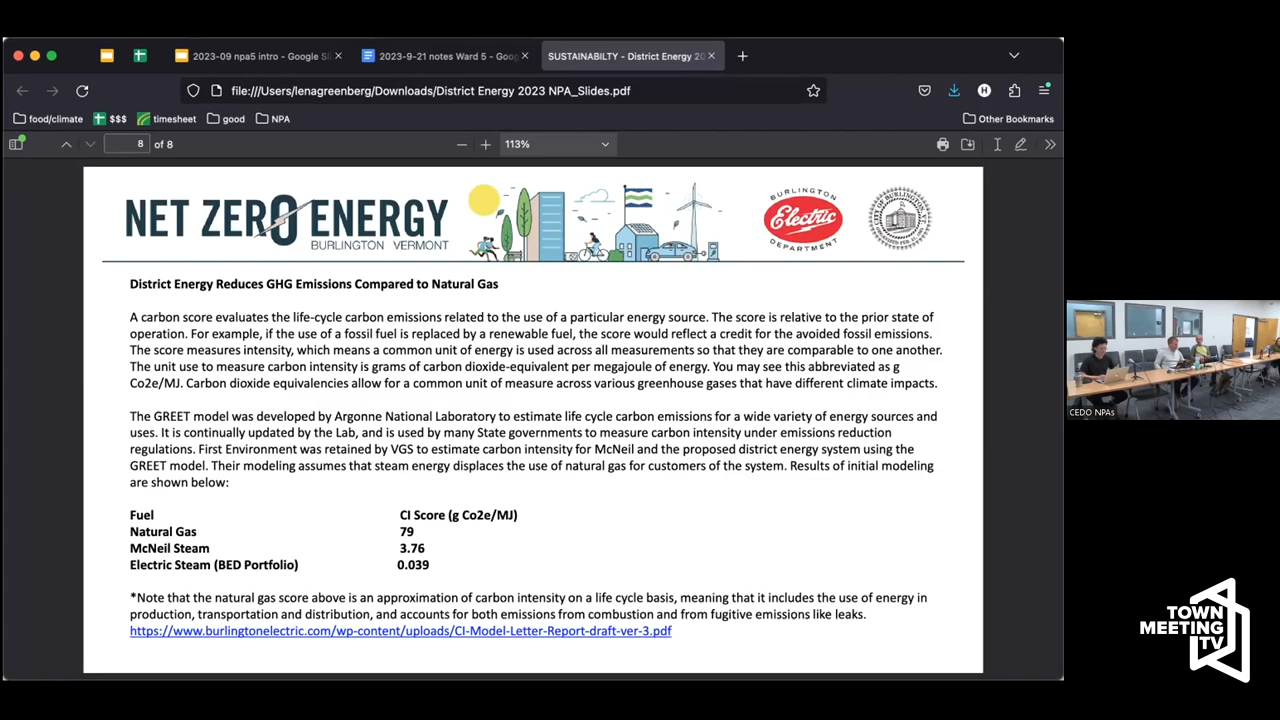 2023-09 npa5 intro - Google Sl
2023-9-21 notes Ward 5 - Goog
SUSTAINABILTY - District Energy 20
file:///Users/lenagreenberg/Downloads/District Energy 2023 NPA_Slides.pdf
H
food/climate
$$$
timesheet
good
NPA
Other Bookmarks
8 of 8
113%
NET ZERO ENERGY
BURLINGTON VERMONT
BURLINGTON
Electric
DEPARTMENT
District Energy Reduces GHG Emissions Compared to Natural Gas
A carbon score evaluates the life-cycle carbon emissions related to the use of a particular energy source. The score is relative to the prior state of
operation. For example, if the use of a fossil fuel is replaced by a renewable fuel, the score would reflect a credit for the avoided fossil emissions.
The score measures intensity, which means a common unit of energy is used across all measurements so that they are comparable to one another.
The unit use to measure carbon intensity is grams of carbon dioxide-equivalent per megajoule of energy. You may see this abbreviated as g
Co2e/MJ. Carbon dioxide equivalencies allow for a common unit of measure across various greenhouse gases that have different climate impacts.
The GREET model was developed by Argonne National Laboratory to estimate life cycle carbon emissions for a wide variety of energy sources and
uses. It is continually updated by the Lab, and is used by many State governments to measure carbon intensity under emissions reduction
regulations. First Environment was retained by VGS to estimate carbon intensity for McNeil and the proposed district energy system using the
GREET model. Their modeling assumes that steam energy displaces the use of natural gas for customers of the system. Results of initial modeling
are shown below:
Fuel CI Score (g Co2e/MJ)
Natural Gas 79
McNeil Steam 3.76
Electric Steam (BED Portfolio) 0.039
*Note that the natural gas score above is an approximation of carbon intensity on a life cycle basis, meaning that it includes the use of energy in
production, transportation and distribution, and accounts for both emissions from combustion and from fugitive emissions like leaks.
https://www.burlingtonelectric.com/wp-content/uploads/CI-Model-Letter-Report-draft-ver-3.pdf
CEDO NPAs
TOWN
MEETING
TV